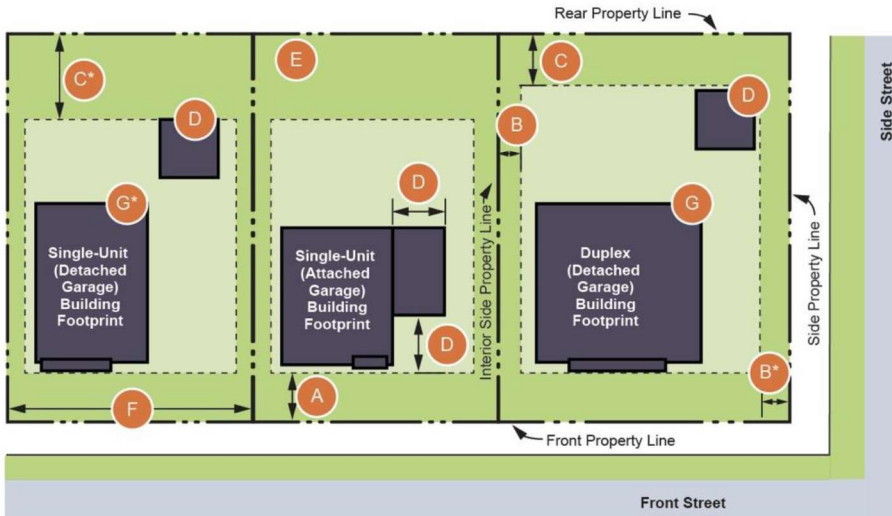 Rear Property Line
C*
E
C
D
D
B
Side Street
D
G*
G
Interior Side Property Line
Side Property Line
Single-Unit
(Detached
Garage)
Building
Footprint
Single-Unit
(Attached
Garage)
Building
Footprint
Duplex
(Detached
Garage)
Building
Footprint
D
B*
A
F
Front Property Line
Front Street